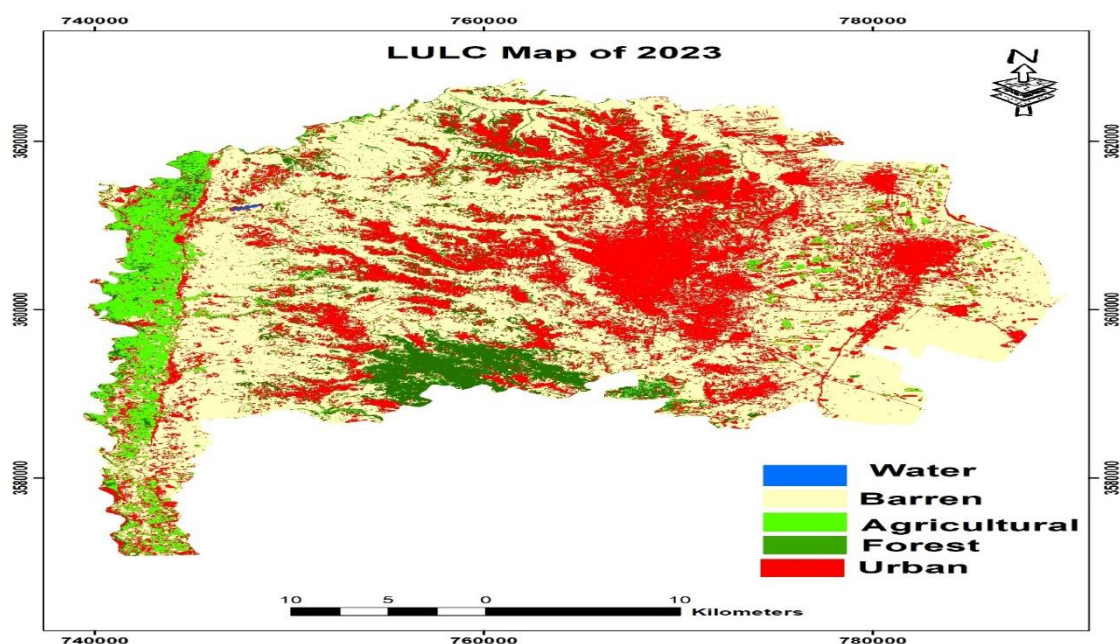 740000 760000 780000
LULC Map of 2023
N
3620000 3620000
3600000 3600000
3580000 3580000
Water
Barren
Agricultural
Forest
Urban
10 5 0 10
Kilometers
740000 760000 780000